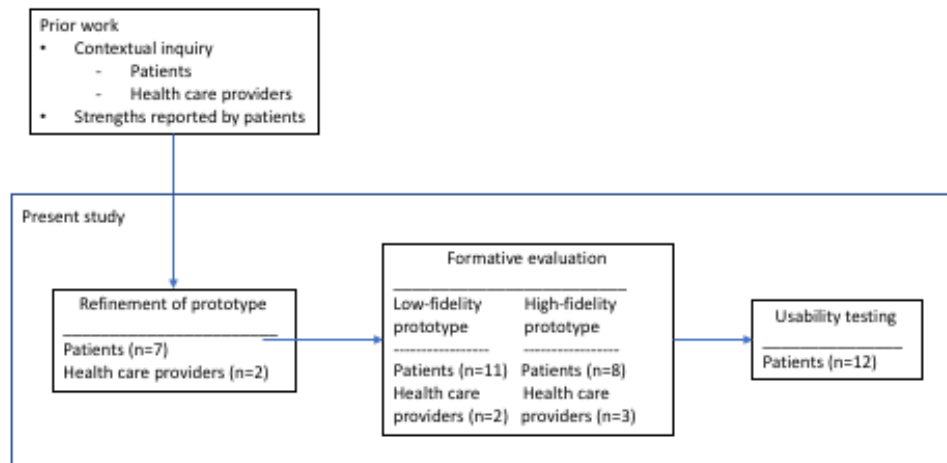 Prior work
• Contextual inquiry
- Patients
- Health care providers
• Strengths reported by patients
Present study
Refinement of prototype
Patients (n=7)
Health care providers (n=2)
Formative evaluation
Low-fidelity
prototype
Patients (n=11)
Health care
providers (n=2)
High-fidelity
prototype
Patients (n=8)
Health care
providers (n=3)
Usability testing
Patients (n=12)